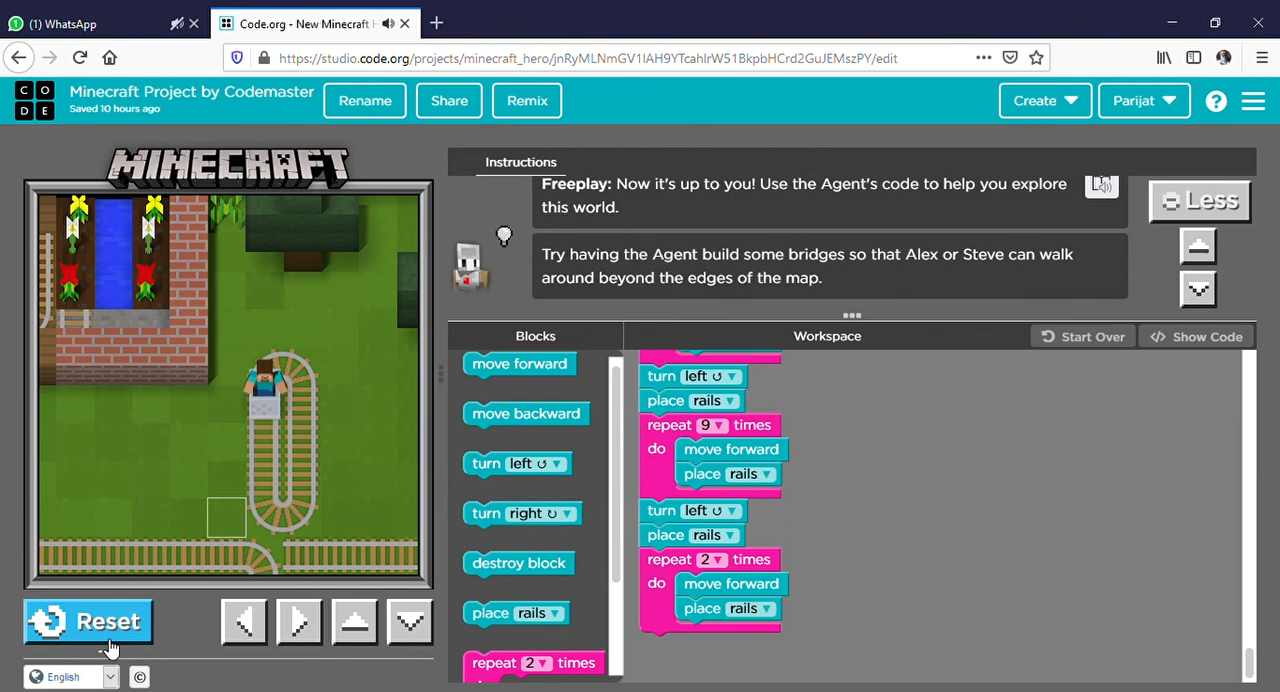 (1) WhatsApp
Code.org - New Minecraft H
https://studio.code.org/projects/minecraft_hero/jnRyMLNmGV1IAH9YTcahIrW51BkpbHCrd2GuJEMszPY/edit
C O
D E
Minecraft Project by Codemaster
Saved 10 hours ago
Rename
Share
Remix
Create
Parijat
?
MINECRAFT
Instructions
Freeplay: Now it's up to you! Use the Agent's code to help you explore
this world.
Less
Try having the Agent build some bridges so that Alex or Steve can walk
around beyond the edges of the map.
Blocks
Workspace
Start Over
</> Show Code
move forward
move backward
turn left
turn right
destroy block
place rails
repeat 2 times
turn left
place rails
repeat 9 times
do move forward
place rails
turn left
place rails
repeat 2 times
do move forward
place rails
Reset
English
©